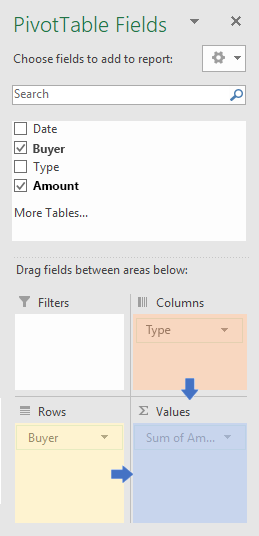 PivotTable Fields
Choose fields to add to report:
Search
Date
Buyer
Type
Amount
More Tables...
Drag fields between areas below:
Filters
Columns
Type
Rows
Values
Buyer
Sum of Am...